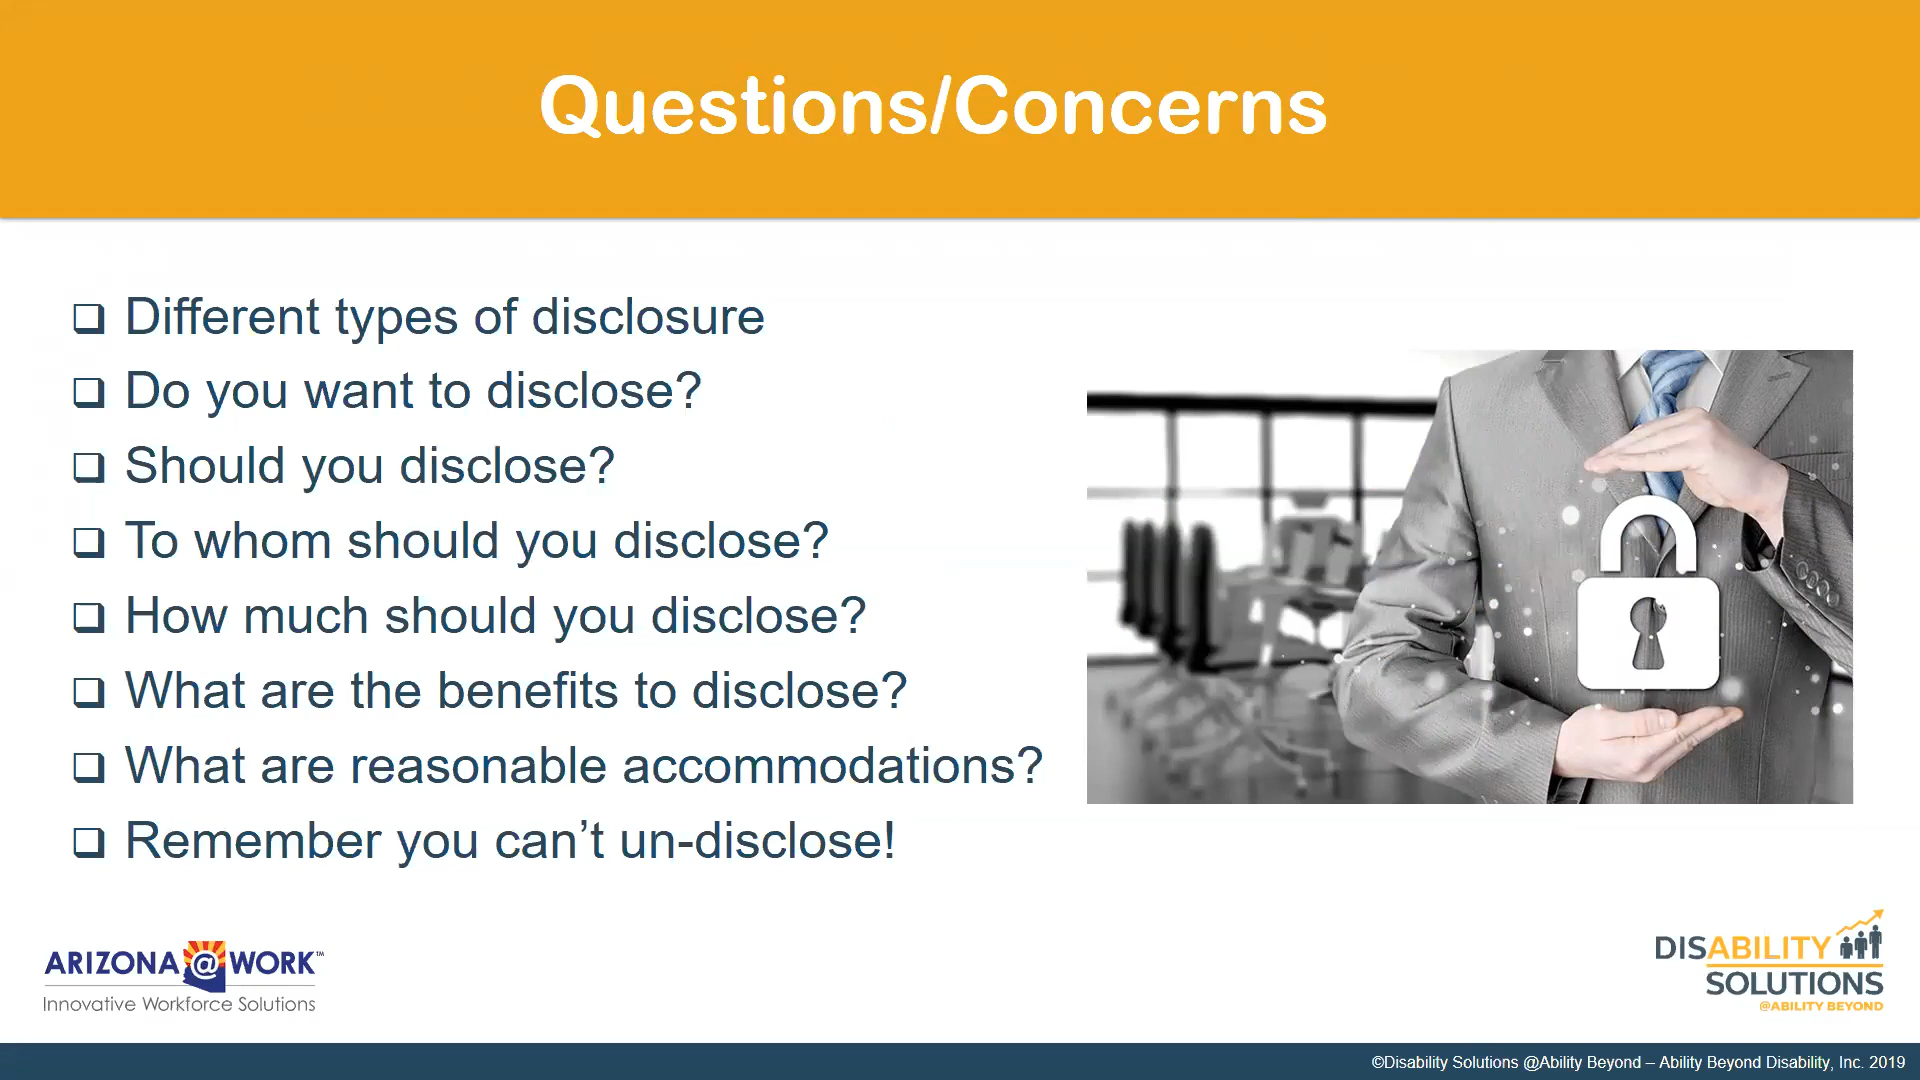 Questions/Concerns
Different types of disclosure
Do you want to disclose?
Should you disclose?
To whom should you disclose?
How much should you disclose?
What are the benefits to disclose?
What are reasonable accommodations?
Remember you can’t un-disclose!
ARIZONA@WORK™
Innovative Workforce Solutions
DISABILITY
SOLUTIONS
@ABILITY BEYOND
©Disability Solutions @Ability Beyond – Ability Beyond Disability, Inc. 2019